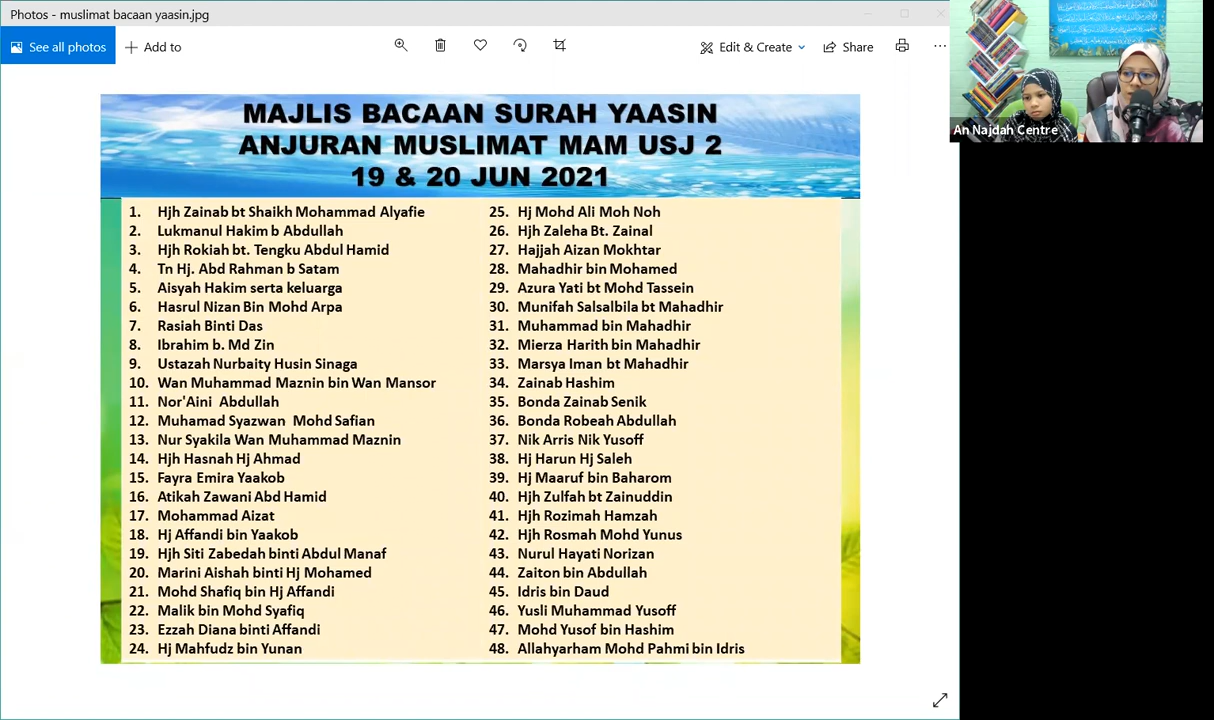 Photos - muslimat bacaan yaasin.jpg
See all photos
Add to
Edit & Create
Share
An Najdah Centre
MAJLIS BACAAN SURAH YAASIN
ANJURAN MUSLIMAT MAM USJ 2
19 & 20 JUN 2021
1. Hjh Zainab bt Shaikh Mohammad Alyafie
2. Lukmanul Hakim b Abdullah
3. Hjh Rokiah bt. Tengku Abdul Hamid
4. Tn Hj. Abd Rahman b Satam
5. Aisyah Hakim serta keluarga
6. Hasrul Nizan Bin Mohd Arpa
7. Rasiah Binti Das
8. Ibrahim b. Md Zin
9. Ustazah Nurbaity Husin Sinaga
10. Wan Muhammad Maznin bin Wan Mansor
11. Nor'Aini Abdullah
12. Muhamad Syazwan Mohd Safian
13. Nur Syakila Wan Muhammad Maznin
14. Hjh Hasnah Hj Ahmad
15. Fayra Emira Yaakob
16. Atikah Zawani Abd Hamid
17. Mohammad Aizat
18. Hj Affandi bin Yaakob
19. Hjh Siti Zabedah binti Abdul Manaf
20. Marini Aishah binti Hj Mohamed
21. Mohd Shafiq bin Hj Affandi
22. Malik bin Mohd Syafiq
23. Ezzah Diana binti Affandi
24. Hj Mahfudz bin Yunan
25. Hj Mohd Ali Moh Noh
26. Hjh Zaleha Bt. Zainal
27. Hajjah Aizan Mokhtar
28. Mahadhir bin Mohamed
29. Azura Yati bt Mohd Tassein
30. Munifah Salsalbila bt Mahadhir
31. Muhammad bin Mahadhir
32. Mierza Harith bin Mahadhir
33. Marsya Iman bt Mahadhir
34. Zainab Hashim
35. Bonda Zainab Senik
36. Bonda Robeah Abdullah
37. Nik Arris Nik Yusoff
38. Hj Harun Hj Saleh
39. Hj Maaruf bin Baharom
40. Hjh Zulfah bt Zainuddin
41. Hjh Rozimah Hamzah
42. Hjh Rosmah Mohd Yunus
43. Nurul Hayati Norizan
44. Zaiton bin Abdullah
45. Idris bin Daud
46. Yusli Muhammad Yusoff
47. Mohd Yusof bin Hashim
48. Allahyarham Mohd Pahmi bin Idris